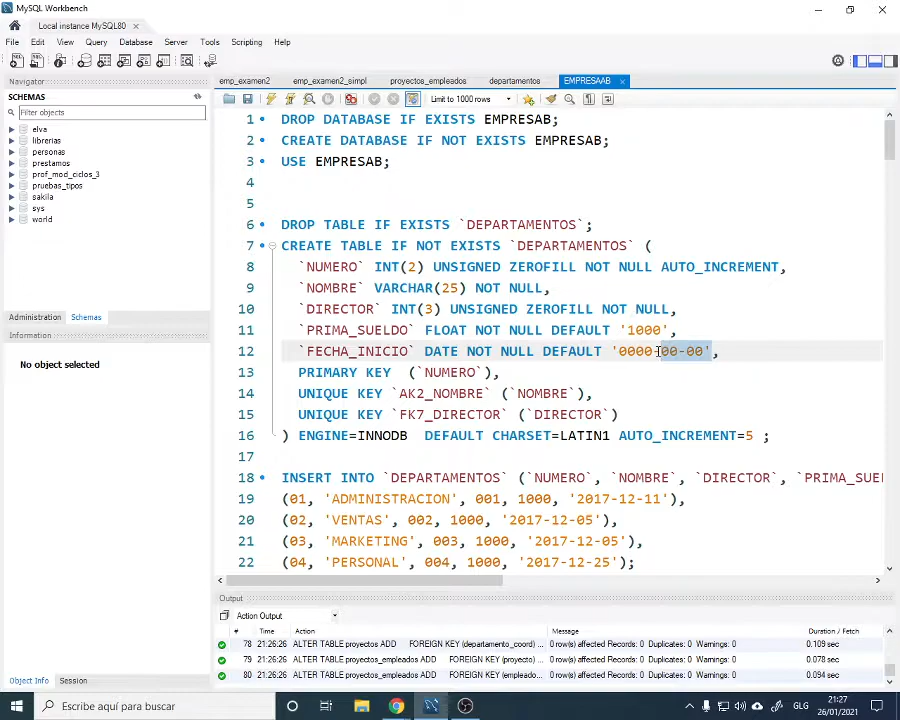 MySQL Workbench
Local instance MySQL80
File Edit View Query Database Server Tools Scripting Help
Navigator
SCHEMAS
Filter objects
elva
librerias
personas
prestamos
prof_mod_ciclos_3
pruebas_tipos
sakila
sys
world
Administration Schemas
Information
No object selected
Object Info Session
emp_examen2 emp_examen2_simpl proyectos_empleados departamentos EMPRESAAB
Limit to 1000 rows
1 DROP DATABASE IF EXISTS EMPRESAB;
2 CREATE DATABASE IF NOT EXISTS EMPRESAB;
3 USE EMPRESAB;
4
5
6 DROP TABLE IF EXISTS `DEPARTAMENTOS`;
7 CREATE TABLE IF NOT EXISTS `DEPARTAMENTOS` (
8 `NUMERO` INT(2) UNSIGNED ZEROFILL NOT NULL AUTO_INCREMENT,
9 `NOMBRE` VARCHAR(25) NOT NULL,
10 `DIRECTOR` INT(3) UNSIGNED ZEROFILL NOT NULL,
11 `PRIMA_SUELDO` FLOAT NOT NULL DEFAULT '1000',
12 `FECHA_INICIO` DATE NOT NULL DEFAULT '0000-00-00',
13 PRIMARY KEY (`NUMERO`),
14 UNIQUE KEY `AK2_NOMBRE` (`NOMBRE`),
15 UNIQUE KEY `FK7_DIRECTOR` (`DIRECTOR`)
16 ) ENGINE=INNODB DEFAULT CHARSET=LATIN1 AUTO_INCREMENT=5 ;
17
18 INSERT INTO `DEPARTAMENTOS` (`NUMERO`, `NOMBRE`, `DIRECTOR`, `PRIMA_SUEL
19 (01, 'ADMINISTRACION', 001, 1000, '2017-12-11'),
20 (02, 'VENTAS', 002, 1000, '2017-12-05'),
21 (03, 'MARKETING', 003, 1000, '2017-12-05'),
22 (04, 'PERSONAL', 004, 1000, '2017-12-25');
Output
Action Output
# Time Action Message Duration / Fetch
78 21:26:26 ALTER TABLE proyectos ADD FOREIGN KEY (departamento_coord) ... 0 row(s) affected Records: 0 Duplicates: 0 Warnings: 0 0.109 sec
79 21:26:26 ALTER TABLE proyectos_empleados ADD FOREIGN KEY (proyecto) ... 0 row(s) affected Records: 0 Duplicates: 0 Warnings: 0 0.078 sec
80 21:26:26 ALTER TABLE proyectos_empleados ADD FOREIGN KEY (empleado... 0 row(s) affected Records: 0 Duplicates: 0 Warnings: 0 0.094 sec
Escribe aquí para buscar
GLG
21:27
26/01/2021